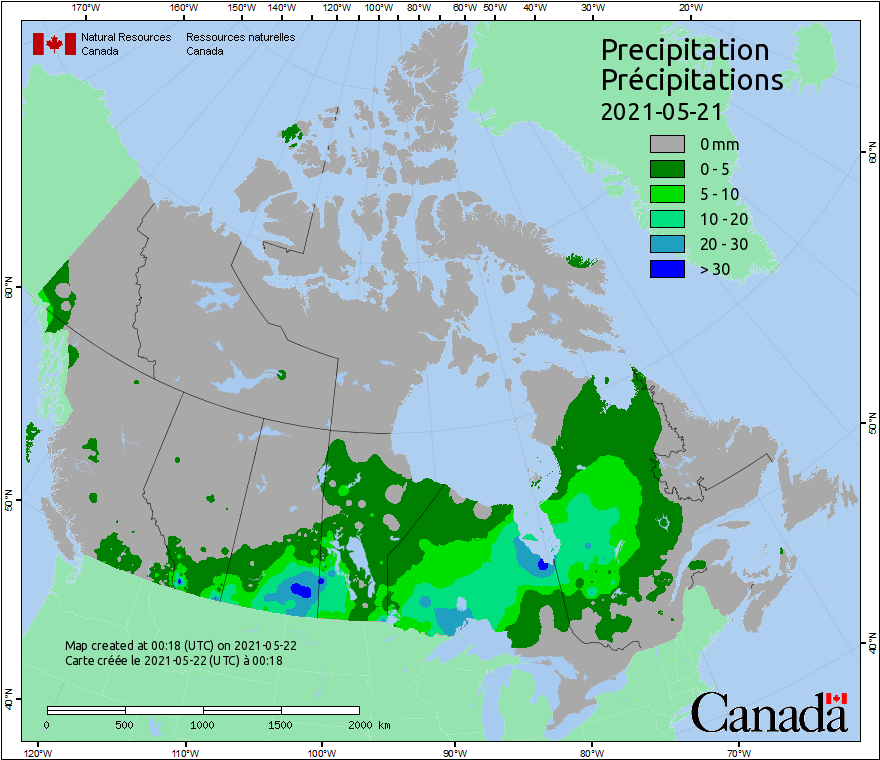 170°W 160°W 150°W 140°W 130°W 120°W 110°W 100°W 90°W 80°W 70°W 60°W 50°W 40°W 30°W 20°W
Natural Resources Ressources naturelles
Canada Canada
Precipitation
Précipitations
2021-05-21
0 mm
0 - 5
5 - 10
10 - 20
20 - 30
> 30
60°N
60°N
50°N
50°N
40°N
40°N
Map created at 00:18 (UTC) on 2021-05-22
Carte créée le 2021-05-22 (UTC) à 00:18
0 500 1000 1500 2000 km
Canada
120°W 110°W 100°W 90°W 80°W 70°W